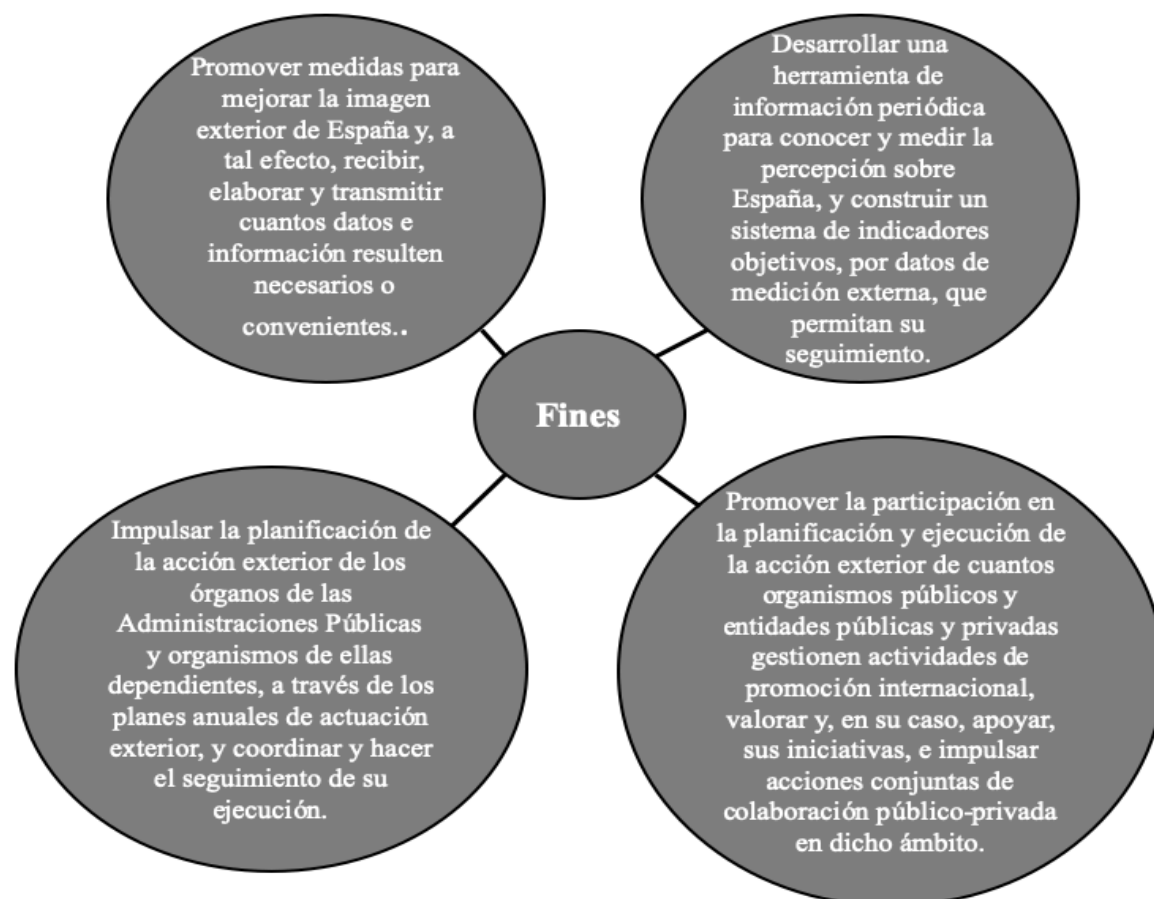 Promover medidas para
mejorar la imagen
exterior de España y, a
tal efecto, recibir,
elaborar y transmitir
cuantos datos e
información resulten
necesarios o
convenientes..
Desarrollar una
herramienta de
información periódica
para conocer y medir la
percepción sobre
España, y construir un
sistema de indicadores
objetivos, por datos de
medición externa, que
permitan su
seguimiento.
Fines
Impulsar la planificación de
la acción exterior de los
órganos de las
Administraciones Públicas
y organismos de ellas
dependientes, a través de los
planes anuales de actuación
exterior, y coordinar y hacer
el seguimiento de su
ejecución.
Promover la participación en
la planificación y ejecución de
la acción exterior de cuantos
organismos públicos y
entidades públicas y privadas
gestionen actividades de
promoción internacional,
valorar y, en su caso, apoyar,
sus iniciativas, e impulsar
acciones conjuntas de
colaboración público-privada
en dicho ámbito.